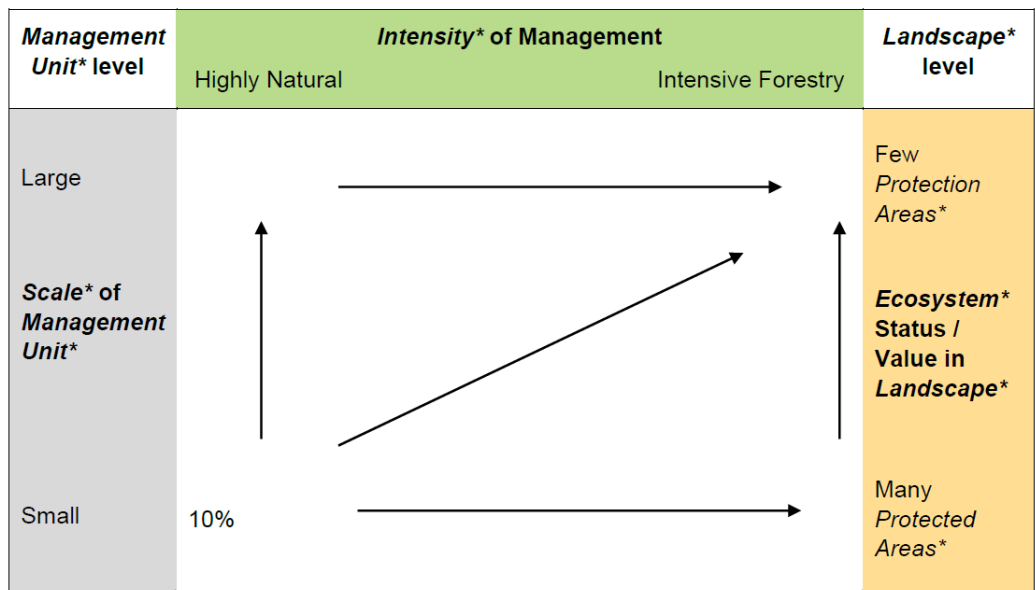 Management
Unit* level
Intensity* of Management
Highly Natural
Intensive Forestry
Landscape*
level
Large
Few
Protection
Areas*
Scale* of
Management
Unit*
Ecosystem*
Status /
Value in
Landscape*
Small
10%
Many
Protected
Areas*